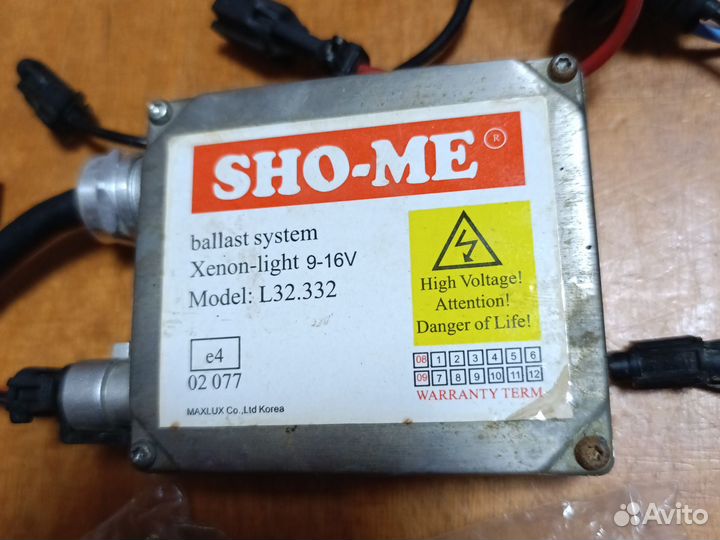 SHO-ME ®
ballast system
Xenon-light 9-16V
Model: L32.332
High Voltage!
Attention!
Danger of Life!
e4
02 077
08 1 2 3 4 5 6
09 7 8 9 10 11 12
WARRANTY TERM
MAXLUX Co.,Ltd Korea
Avito